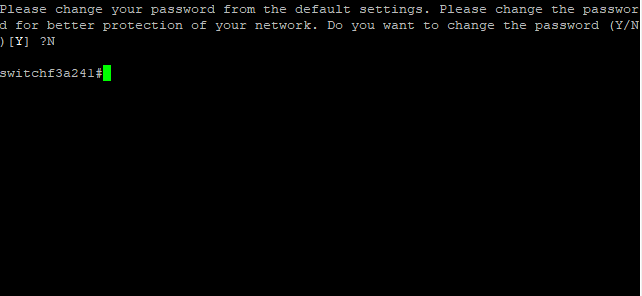 Please change your password from the default settings. Please change the passwor
d for better protection of your network. Do you want to change the password (Y/N
)[Y] ?N
switchf3a241#